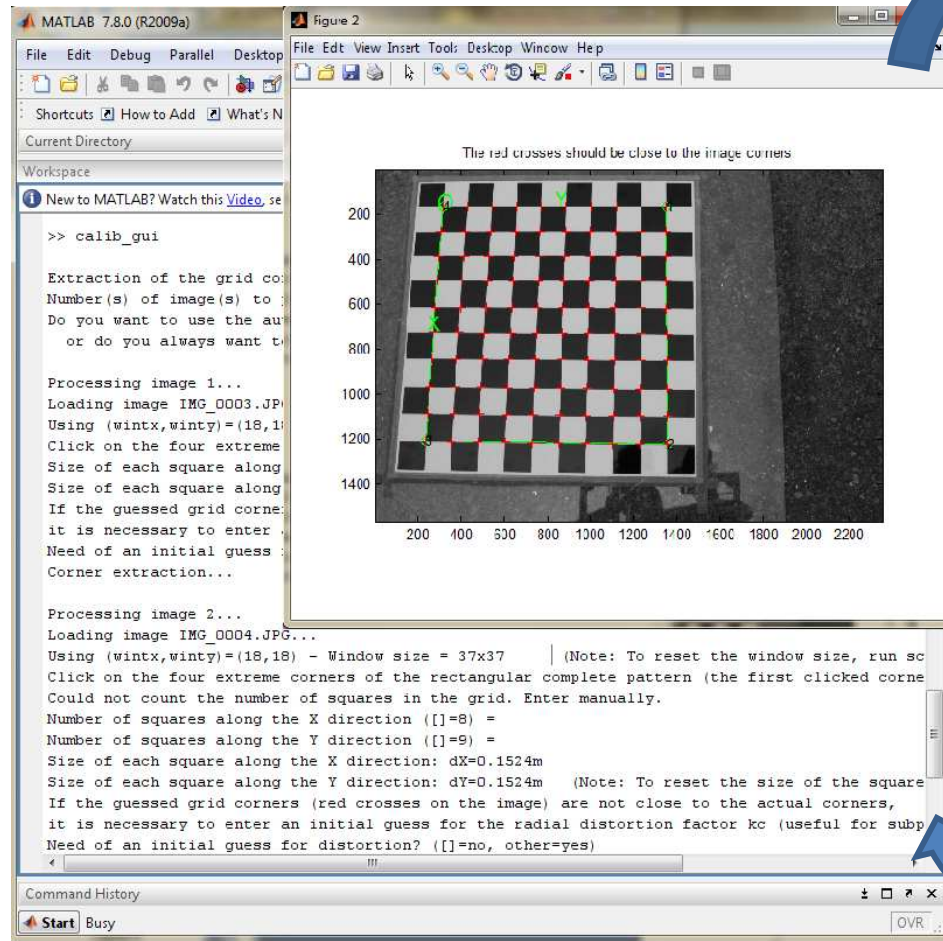 MATLAB 7.8.0 (R2009a)
File Edit Debug Parallel Desktop
Shortcuts How to Add What's N
Current Directory
Workspace
New to MATLAB? Watch this Video, se
>> calib_gui
Extraction of the grid co
Number(s) of image(s) to
Do you want to use the au
or do you always want t
Processing image 1...
Loading image IMG_0003.JP
Using (wintx,winty)=(18,1
Click on the four extreme
Size of each square along
Size of each square along
If the guessed grid corne
it is necessary to enter
Need of an initial guess
Corner extraction...
Processing image 2...
Loading image IMG_0004.JPG...
Using (wintx,winty)=(18,18) - Window size = 37x37 (Note: To reset the window size, run sc
Click on the four extreme corners of the rectangular complete pattern (the first clicked corne
Could not count the number of squares in the grid. Enter manually.
Number of squares along the X direction ([]=8) =
Number of squares along the Y direction ([]=9) =
Size of each square along the X direction: dX=0.1524m
Size of each square along the Y direction: dY=0.1524m (Note: To reset the size of the square
If the guessed grid corners (red crosses on the image) are not close to the actual corners,
it is necessary to enter an initial guess for the radial distortion factor kc (useful for subp
Need of an initial guess for distortion? ([]=no, other=yes)
Command History
Start Busy
OVR
Figure 2
File Edit View Insert Tools Desktop Window Help
The red crosses should be close to the image corners
O Y
X
200
400
600
800
1000
1200
1400
200 400 600 800 1000 1200 1400 1600 1800 2000 2200